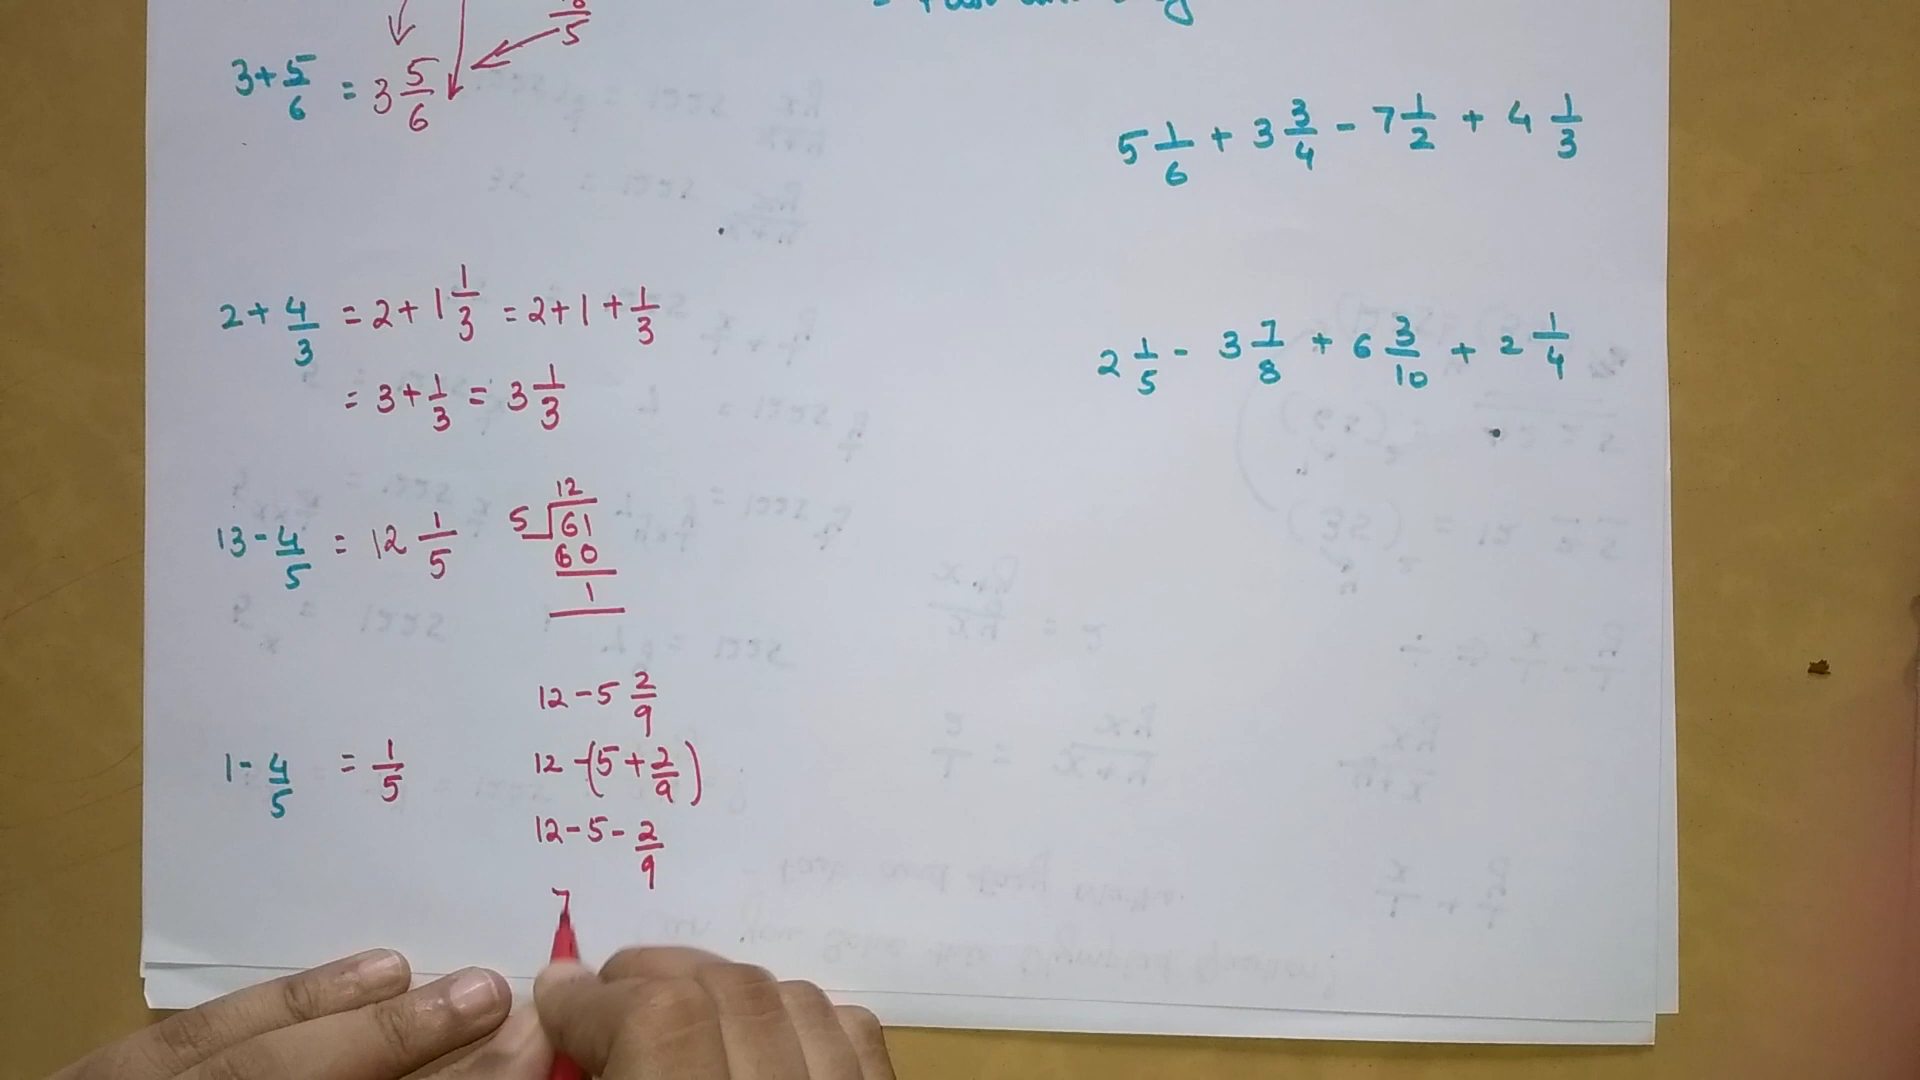 5
3+5/6 = 3 5/6
2+4/3 = 2+1 1/3 = 2+1+1/3
= 3+1/3 = 3 1/3
13-4/5 = 12 1/5
12
5 61
60
1
1-4/5 = 1/5
12-5 2/9
12-(5+2/9)
12-5-2/9
7
5 1/6 + 3 3/4 - 7 1/2 + 4 1/3
2 1/5 - 3 7/8 + 6 3/10 + 2 1/4